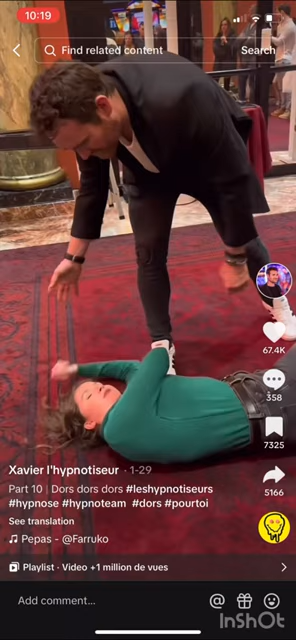 10:19
Find related content
Search
67.4K
358
7325
5166
Xavier l'hypnotiseur · 1-29
Part 10 | Dors dors dors #leshypnotiseurs
#hypnose #hypnoteam #dors #pourtoi
See translation
Pepas - @Farruko
Playlist · Video +1 million de vues
Add comment...
InShOt